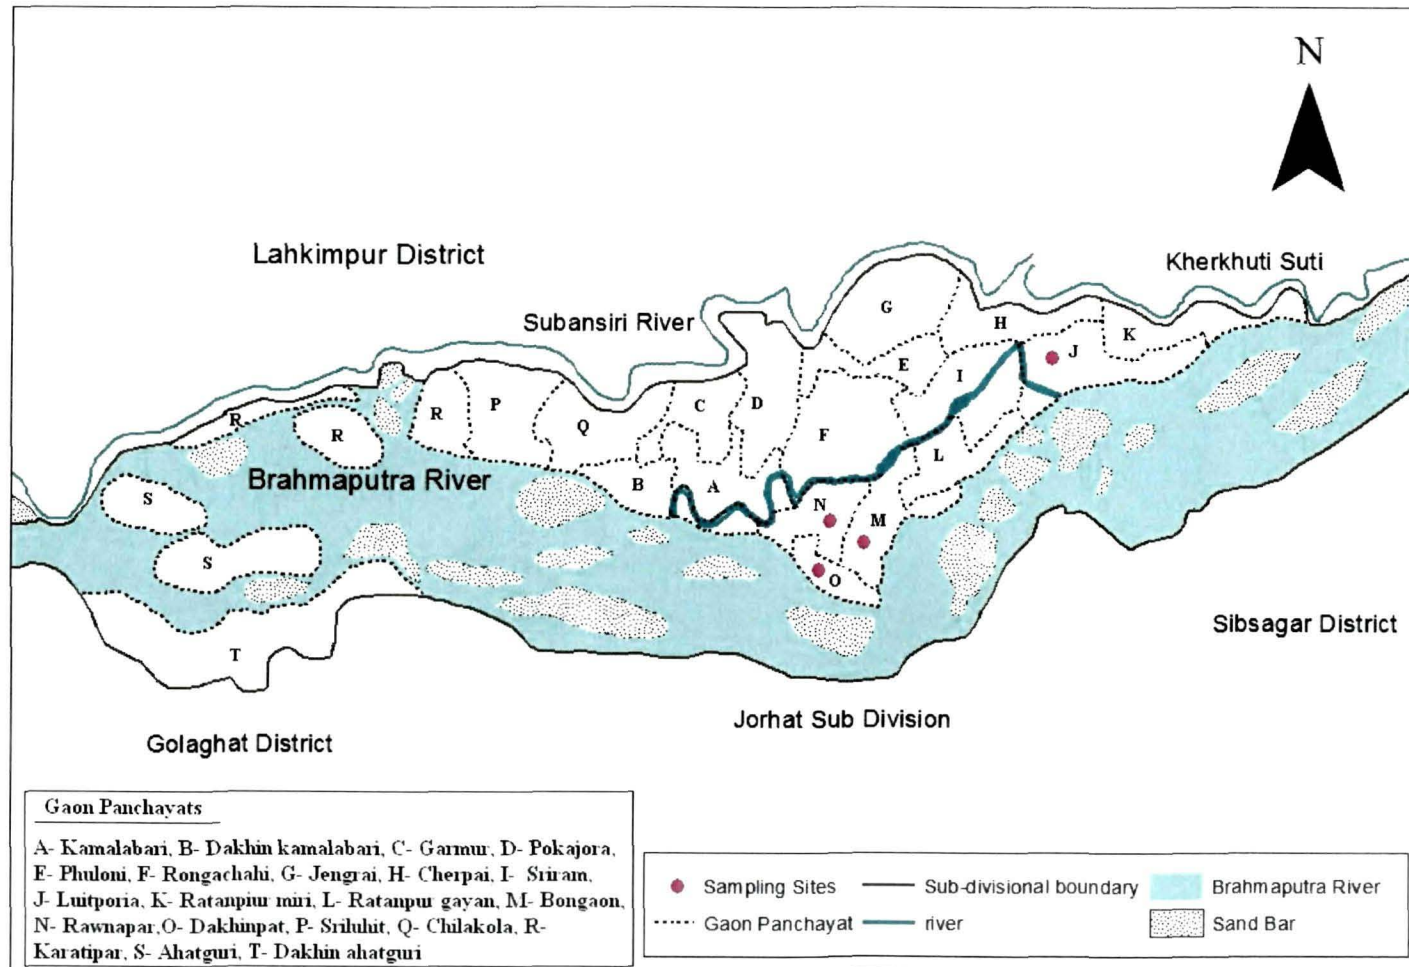 N
Lahkimpur District
Kherkhuti Suti
Subansiri River
G
H
K
J
E
I
C
D
R
P
Q
R
R
F
L
Brahmaputra River
B
A
S
N
M
S
O
Sibsagar District
T
Jorhat Sub Division
Golaghat District
Gaon Panchayats
A- Kamalabari, B- Dakhin kamalabari, C- Garmur, D- Pokajora,
E- Phuloni, F- Rongachahi, G- Jengrai, H- Cherpai, I- Sriram,
J- Luitporia, K- Ratanpiur miri, L- Ratanpur gayan, M- Bongaon,
N- Rawnapar,O- Dakhinpat, P- Sriluhit, Q- Chilakola, R-
Karatipar, S- Ahatguri, T- Dakhin ahatguri
Sampling Sites
Sub-divisional boundary
Brahmaputra River
Gaon Panchayat
river
Sand Bar